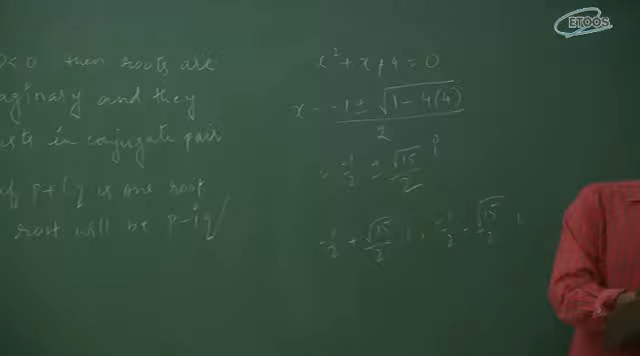 ETOOS
D<0 then roots are
aginary and they
sts in conjugate pair
if p+iq is one root
root will be p-iq
x² + x + 4 = 0
x = -1 ± √1-4(4) / 2
= -1/2 ± √15/2 i
-1/2 + √15/2 i, -1/2 - √15/2 i